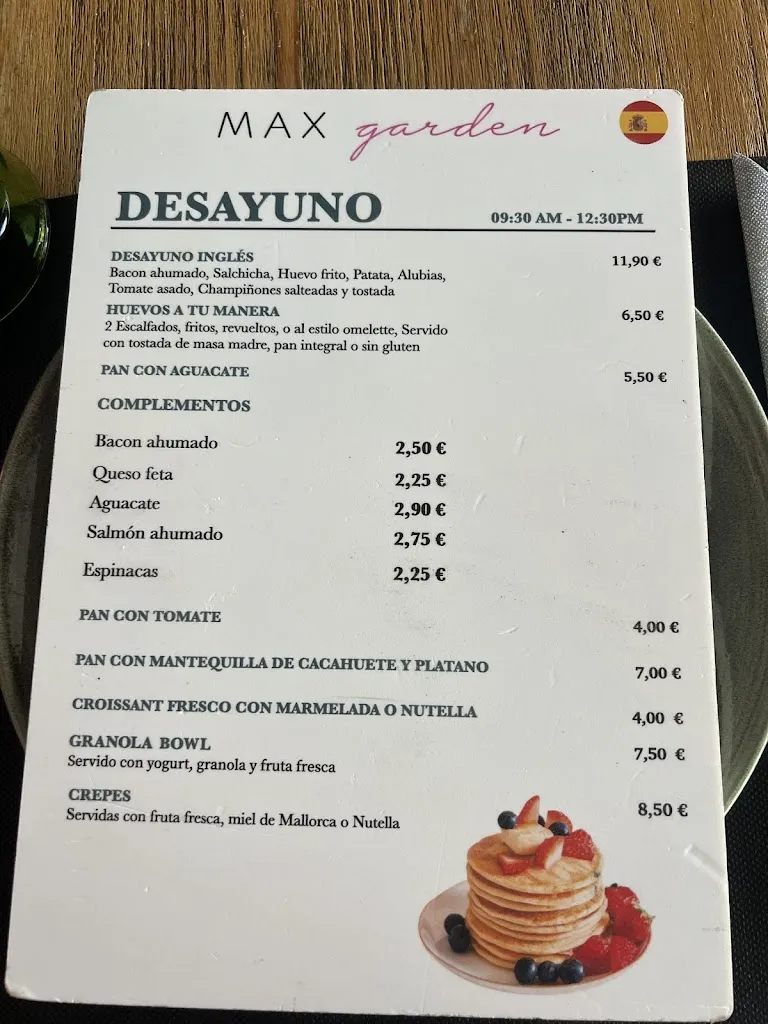 MAX garden
DESAYUNO 09:30 AM - 12:30PM
DESAYUNO INGLÉS 11,90 €
Bacon ahumado, Salchicha, Huevo frito, Patata, Alubias,
Tomate asado, Champiñones salteadas y tostada
HUEVOS A TU MANERA 6,50 €
2 Escalfados, fritos, revueltos, o al estilo omelette, Servido
con tostada de masa madre, pan integral o sin gluten
PAN CON AGUACATE 5,50 €
COMPLEMENTOS
Bacon ahumado 2,50 €
Queso feta 2,25 €
Aguacate 2,90 €
Salmón ahumado 2,75 €
Espinacas 2,25 €
PAN CON TOMATE 4,00 €
PAN CON MANTEQUILLA DE CACAHUETE Y PLATANO 7,00 €
CROISSANT FRESCO CON MARMELADA O NUTELLA 4,00 €
GRANOLA BOWL 7,50 €
Servido con yogurt, granola y fruta fresca
CREPES 8,50 €
Servidas con fruta fresca, miel de Mallorca o Nutella